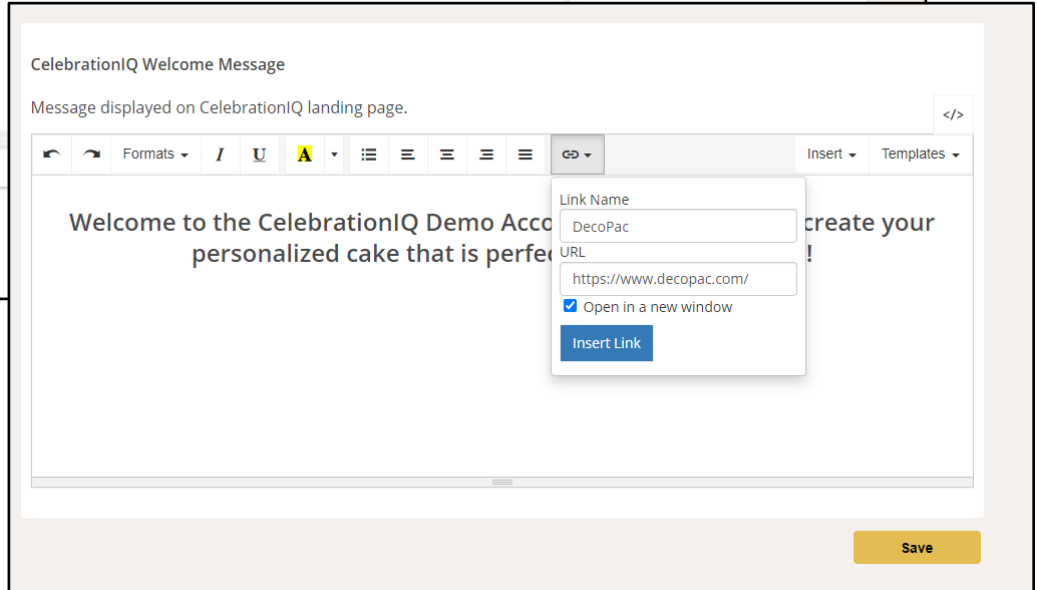 CelebrationIQ Welcome Message
Message displayed on CelebrationIQ landing page.
</>
Formats I U A Insert Templates
Link Name
Welcome to the CelebrationIQ Demo create your
DecoPac
URL
personalized cake that is !
https://www.decopac.com/
Open in a new window
Insert Link
Save